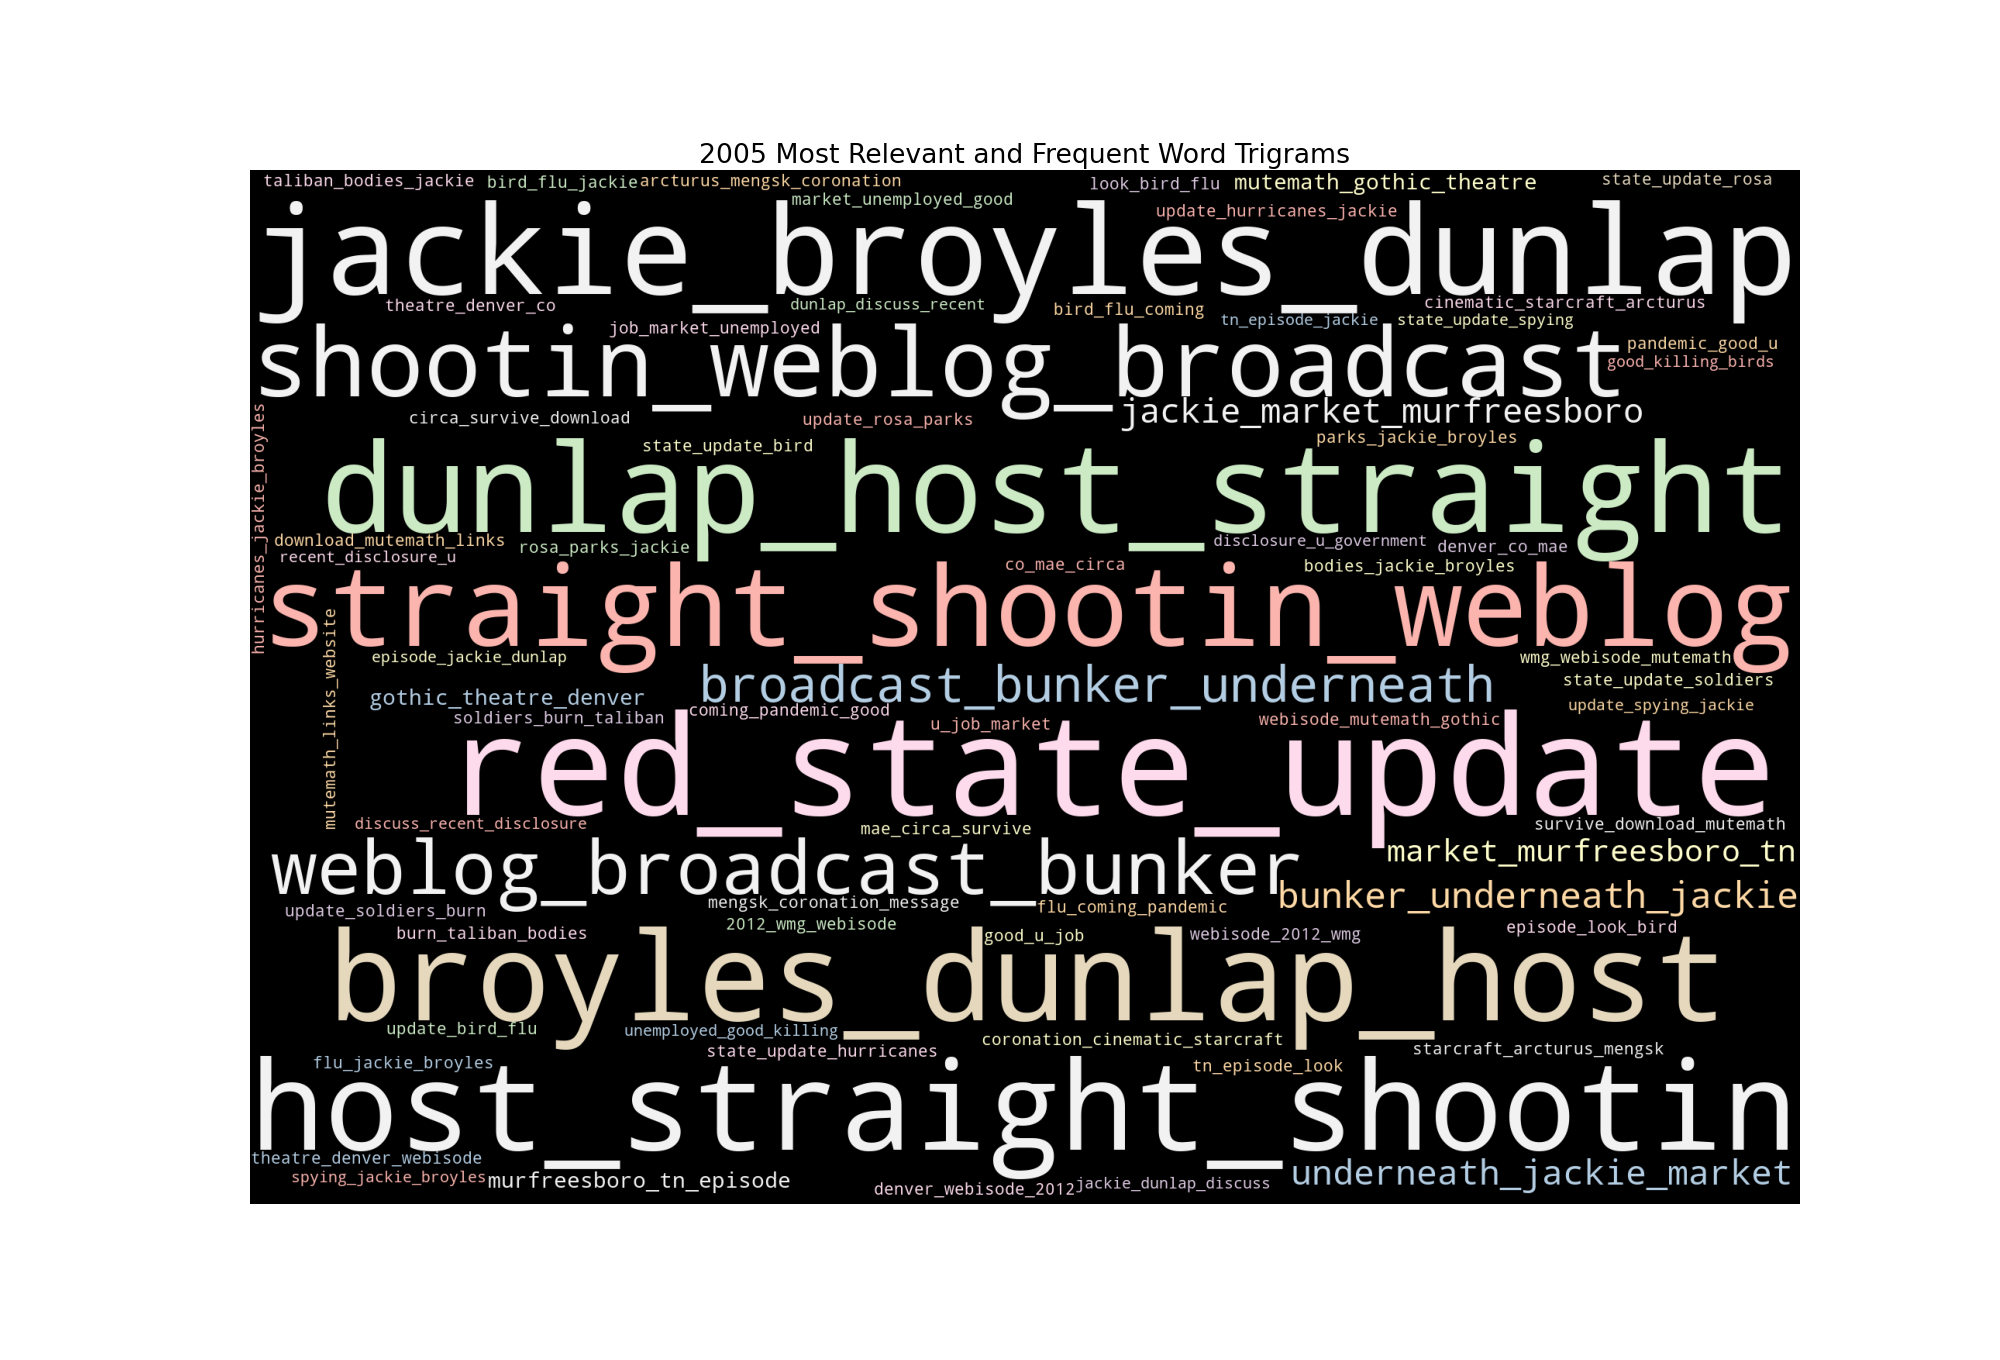 2005 Most Relevant and Frequent Word Trigrams
taliban_bodies_jackie
bird_flu_jackie
arcturus_mengsk_coronation
look_bird_flu
mutemath_gothic_theatre
state_update_rosa
market_unemployed_good
update_hurricanes_jackie
jackie_broyles_dunlap
theatre_denver_co
dunlap_discuss_recent
bird_flu_coming
cinematic_starcraft_arcturus
job_market_unemployed
tn_episode_jackie
state_update_spying
shootin_weblog_broadcast
pandemic_good_u
good_killing_birds
circa_survive_download
update_rosa_parks
jackie_market_murfreesboro
hurricanes_jackie_broyles
state_update_bird
parks_jackie_broyles
dunlap_host_straight
download_mutemath_links
rosa_parks_jackie
disclosure_u_government
denver_co_mae
recent_disclosure_u
co_mae_circa
bodies_jackie_broyles
straight_shootin_weblog
mutemath_links_website
episode_jackie_dunlap
wmg_webisode_mutemath
gothic_theatre_denver
broadcast_bunker_underneath
state_update_soldiers
soldiers_burn_taliban
coming_pandemic_good
u_job_market
webisode_mutemath_gothic
update_spying_jackie
red_state_update
discuss_recent_disclosure
mae_circa_survive
survive_download_mutemath
weblog_broadcast_bunker
market_murfreesboro_tn
bunker_underneath_jackie
update_soldiers_burn
mengsk_coronation_message
flu_coming_pandemic
burn_taliban_bodies
2012_wmg_webisode
good_u_job
webisode_2012_wmg
episode_look_bird
broyles_dunlap_host
update_bird_flu
unemployed_good_killing
coronation_cinematic_starcraft
flu_jackie_broyles
state_update_hurricanes
tn_episode_look
starcraft_arcturus_mengsk
host_straight_shootin
theatre_denver_webisode
spying_jackie_broyles
murfreesboro_tn_episode
denver_webisode_2012
jackie_dunlap_discuss
underneath_jackie_market